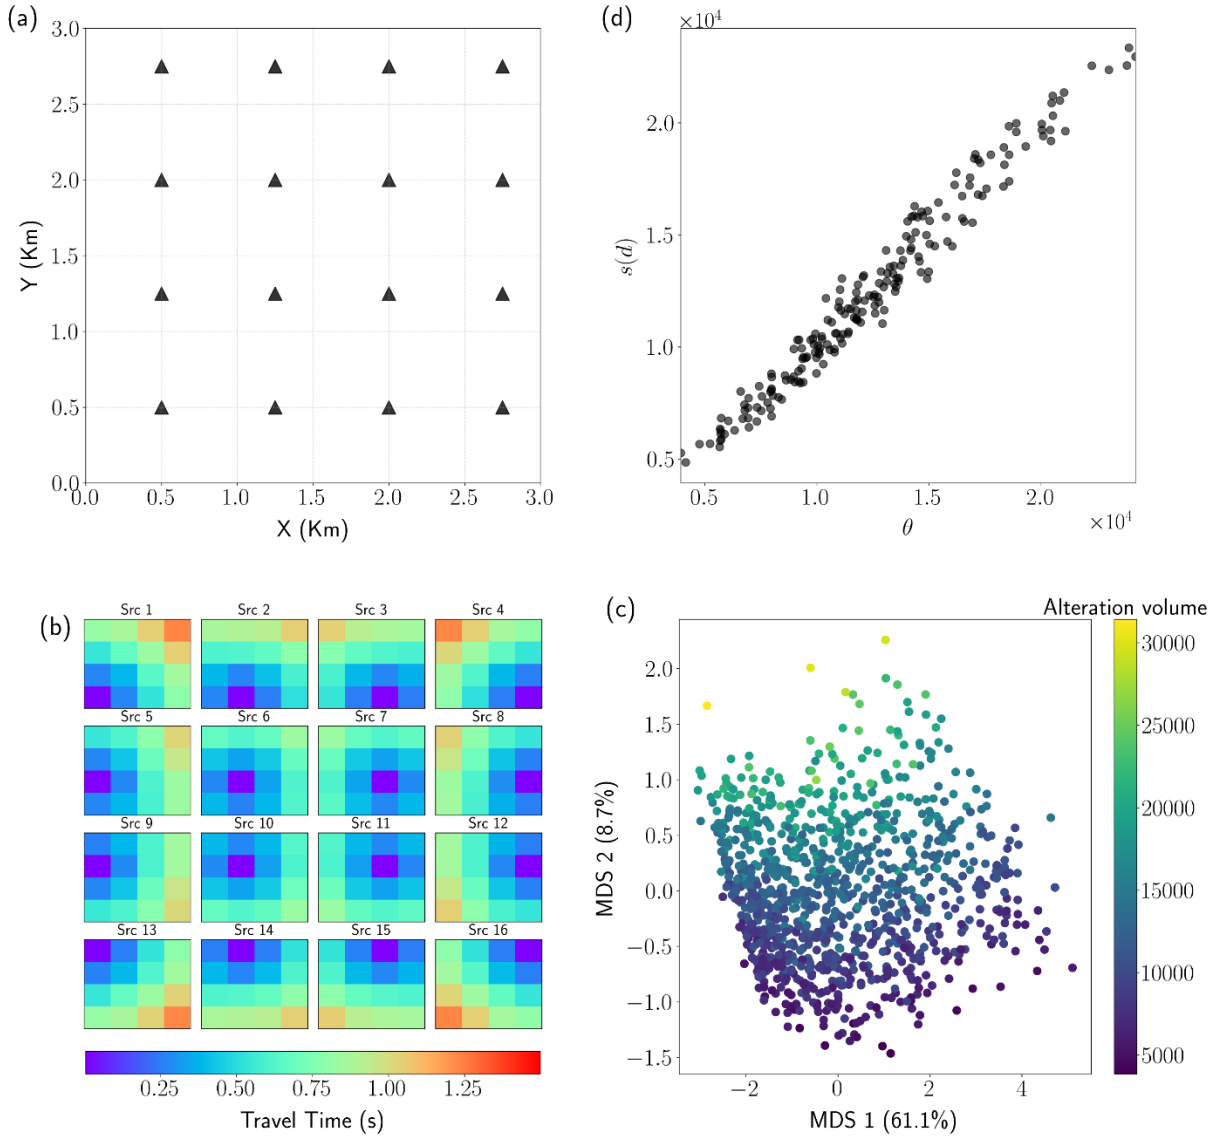 (a)
3.0
2.5
2.0
1.5
1.0
0.5
0.0
Y (Km)
0.0 0.5 1.0 1.5 2.0 2.5 3.0
X (Km)
(d)
×10⁴
2.0
1.5
1.0
0.5
s(d)
0.5 1.0 1.5 2.0
×10⁴
θ
(b)
Src 1 Src 2 Src 3 Src 4
Src 5 Src 6 Src 7 Src 8
Src 9 Src 10 Src 11 Src 12
Src 13 Src 14 Src 15 Src 16
0.25 0.50 0.75 1.00 1.25
Travel Time (s)
(c)
Alteration volume
2.0
1.5
1.0
0.5
0.0
−0.5
−1.0
−1.5
MDS 2 (8.7%)
−2 0 2 4
MDS 1 (61.1%)
30000
25000
20000
15000
10000
5000